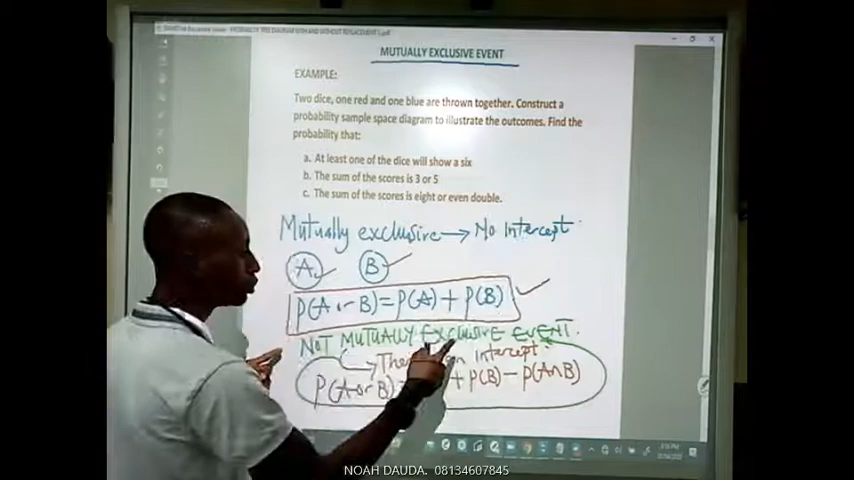 MUTUALLY EXCLUSIVE EVENT
EXAMPLE:
Two dice, one red and one blue are thrown together. Construct a
probability sample space diagram to illustrate the outcomes. Find the
probability that:
a. At least one of the dice will show a six
b. The sum of the scores is 3 or 5
c. The sum of the scores is eight or even double.
Mutually exclusive → No intercept
A B
P(A or B) = P(A) + P(B)
NOT MUTUALLY EXCLUSIVE EVENT.
intercept
P(A or B) + P(B) - P(A∩B)
NOAH DAUDA. 08134607845